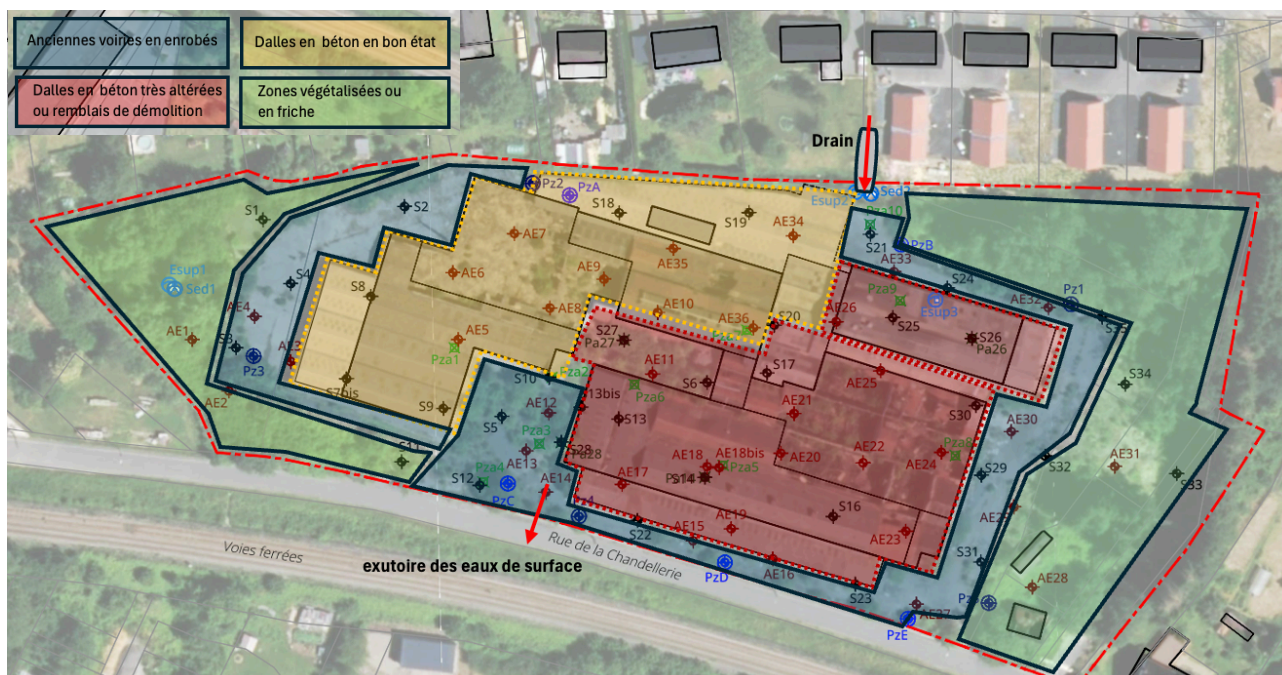 Anciennes voiries en enrobés
Dalles en béton en bon état
Dalles en béton très altérées
ou remblais de démolition
Zones végétalisées ou
en friche
Drain
Pz2
PzA
S1
S2
S18
S19
Esup2
Sed
Pza10
S21
PzB
AE7
AE34
AE35
AE33
S24
Esup1
Sed1
S4
AE6
S8
AE9
AE8
AE10
AE36
S20
AE26
Pza9
Esup3
S25
AE32
Pz1
S26
Pa26
AE4
AE1
S3
Pz3
AE5
Pza1
S27
Pa27
AE11
S17
S6
AE25
S34
AE2
S7bis
S9
S10
Pza2
Pza6
13bis
AE12
S5
S13
AE21
S30
AE30
Pza3
S28
Pa28
AE13
S11
Pza4
S12
PzC
AE14
AE17
AE18
AE18bis
Pza5
S14
AE20
AE22
AE24
Pza8
S32
AE31
S33
S29
S22
AE15
AE19
S16
AE23
AE16
S23
S31
AE28
Voies ferrées
Rue de la Chandellerie
exutoire des eaux de surface
PzD
PzE